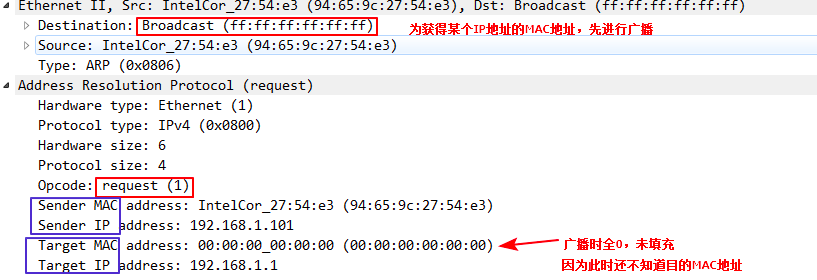 Ethernet II, Src: IntelCor_27:54:e3 (94:65:9c:27:54:e3), Dst: Broadcast (ff:ff:ff:ff:ff:ff)
Destination: Broadcast (ff:ff:ff:ff:ff:ff)
为获得某个IP地址的MAC地址，先进行广播
Source: IntelCor_27:54:e3 (94:65:9c:27:54:e3)
Type: ARP (0x0806)
Address Resolution Protocol (request)
Hardware type: Ethernet (1)
Protocol type: IPv4 (0x0800)
Hardware size: 6
Protocol size: 4
Opcode: request (1)
Sender MAC address: IntelCor_27:54:e3 (94:65:9c:27:54:e3)
Sender IP address: 192.168.1.101
Target MAC address: 00:00:00_00:00:00 (00:00:00:00:00:00)
广播时全0，未填充
Target IP address: 192.168.1.1
因为此时还不知道目的MAC地址